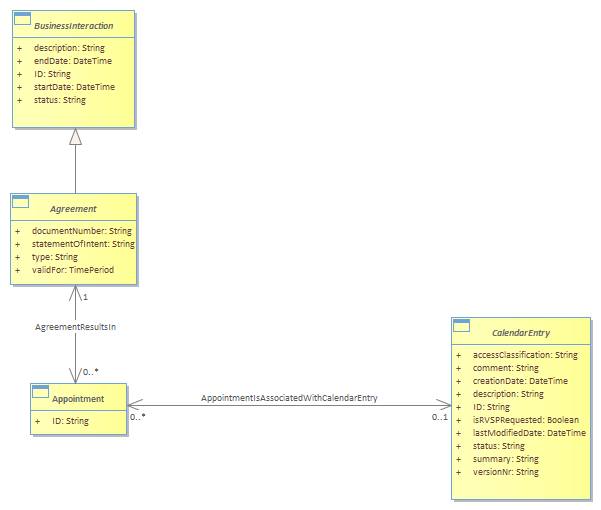 BusinessInteraction
+ description: String
+ endDate: DateTime
+ ID: String
+ startDate: DateTime
+ status: String
Agreement
+ documentNumber: String
+ statementOfIntent: String
+ type: String
+ validFor: TimePeriod
1
AgreementResultsIn
0..*
Appointment
+ ID: String
0..*
AppointmentIsAssociatedWithCalendarEntry
0..1
CalendarEntry
+ accessClassification: String
+ comment: String
+ creationDate: DateTime
+ description: String
+ ID: String
+ isRVSPRequested: Boolean
+ lastModifiedDate: DateTime
+ status: String
+ summary: String
+ versionNr: String